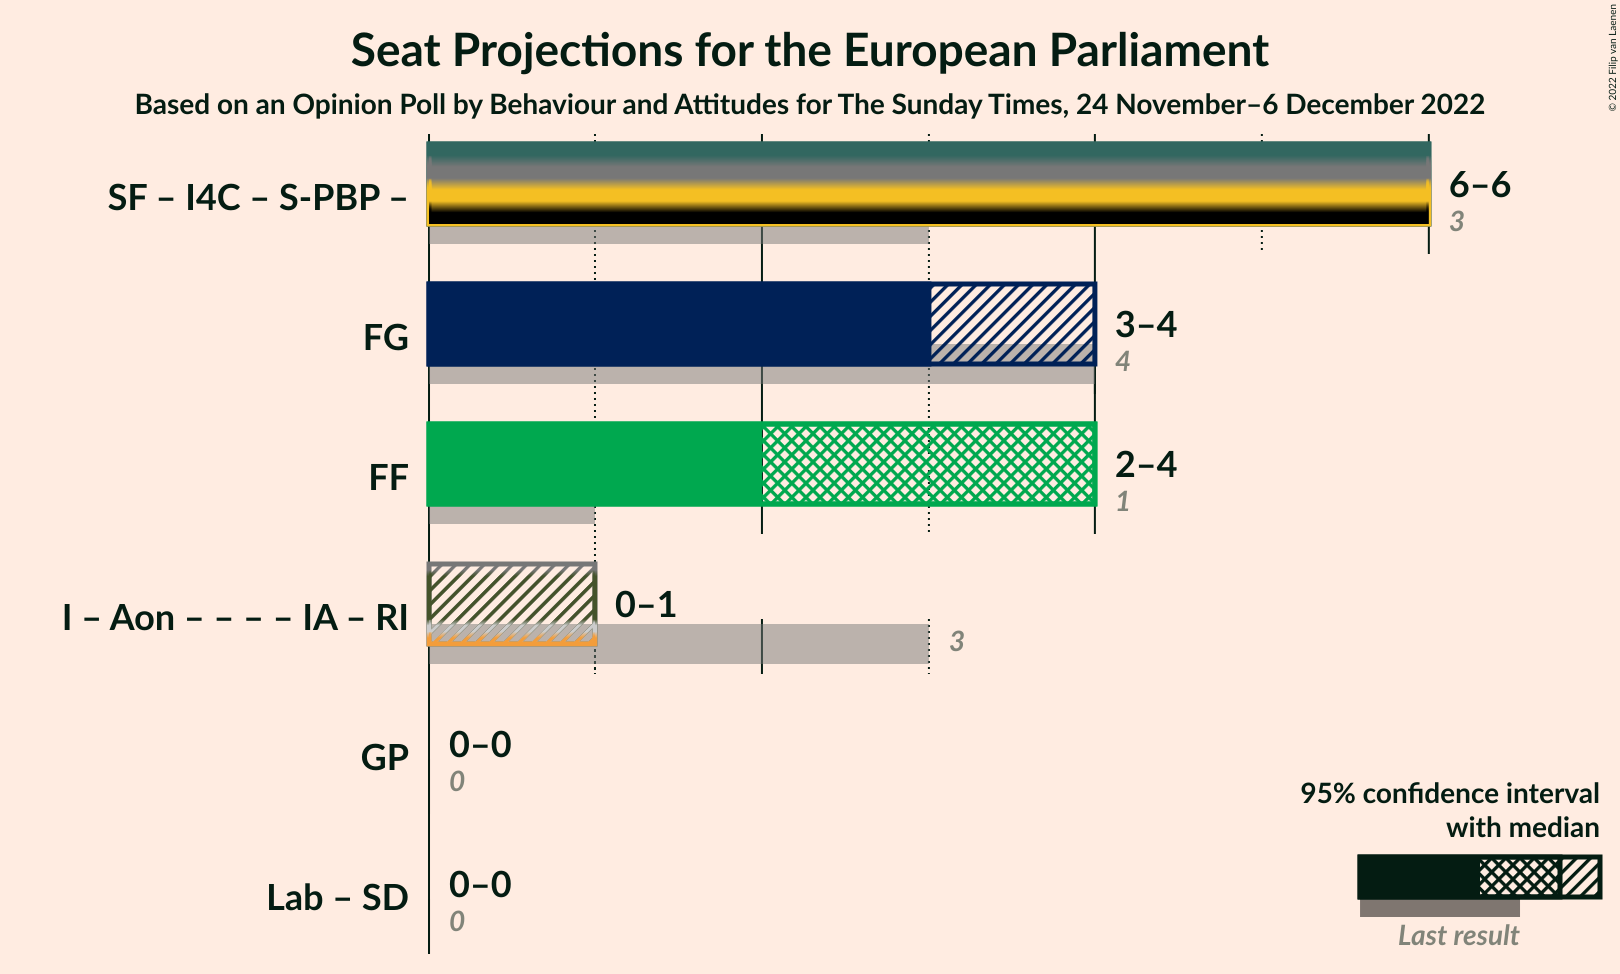 Seat Projections for the European Parliament
Based on an Opinion Poll by Behaviour and Attitudes for The Sunday Times, 24 November–6 December 2022
© 2022 Filip van Laenen
SF – I4C – S-PBP –
6–6
3
FG
3–4
4
FF
2–4
1
I – Aon – – – – IA – RI
0–1
3
GP
0–0
0
Lab – SD
0–0
0
95% confidence interval
with median
Last result